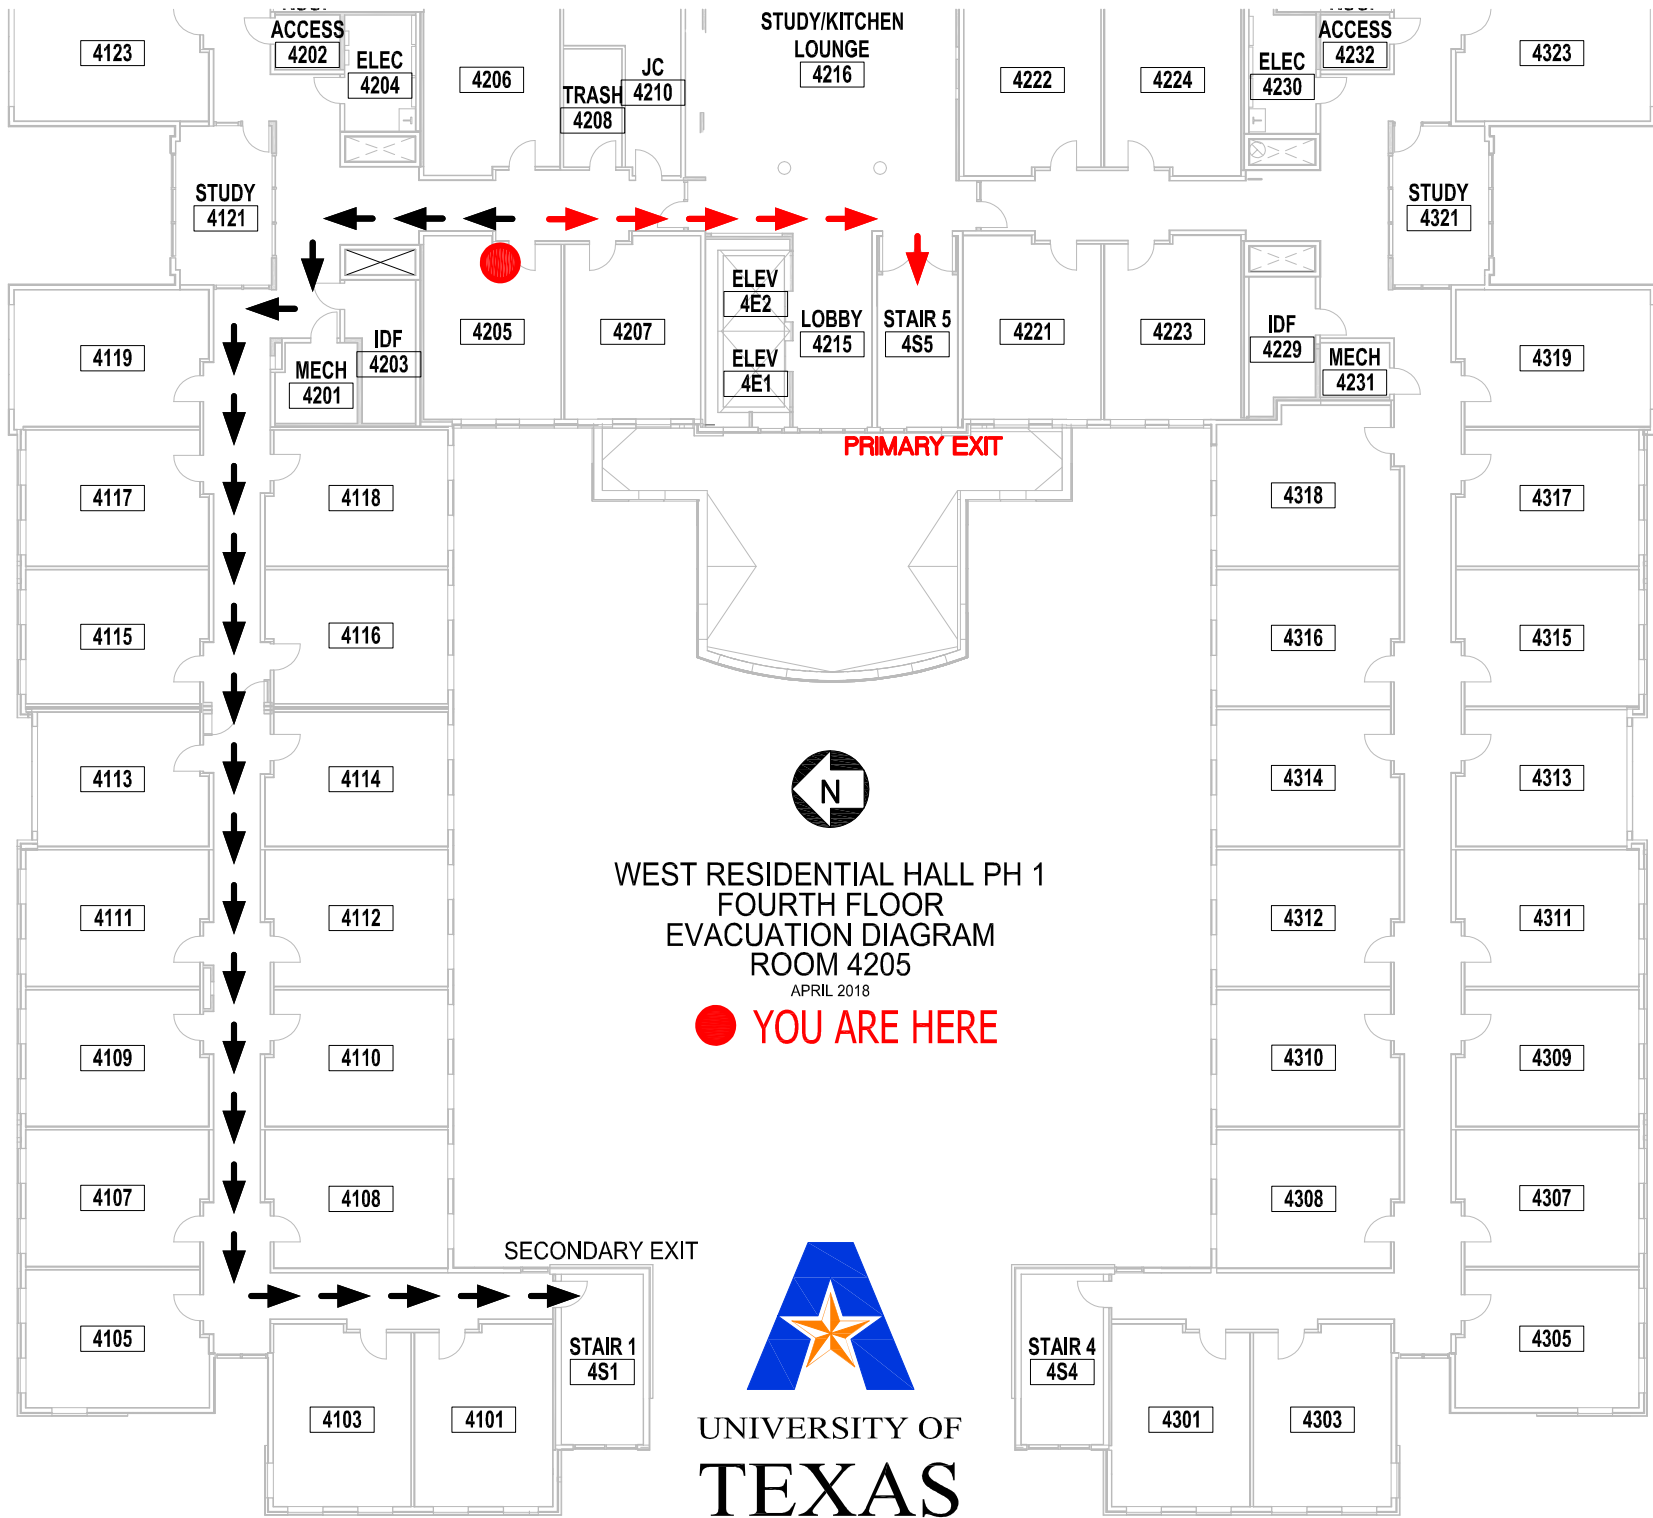 STUDY/KITCHEN
LOUNGE
4216
ACCESS
4202
ACCESS
4232
4123
ELEC
4204
4206
JC
4210
TRASH
4208
4222
4224
ELEC
4230
4323
STUDY
4121
STUDY
4321
ELEV
4E2
ELEV
4E1
LOBBY
4215
STAIR 5
4S5
4205
4207
4221
4223
IDF
4203
MECH
4201
IDF
4229
MECH
4231
4119
4319
PRIMARY EXIT
4117
4118
4318
4317
4115
4116
4316
4315
4113
4114
4314
4313
N
WEST RESIDENTIAL HALL PH 1
FOURTH FLOOR
EVACUATION DIAGRAM
ROOM 4205
APRIL 2018
YOU ARE HERE
4111
4112
4312
4311
4109
4110
4310
4309
4107
4108
4308
4307
SECONDARY EXIT
4105
STAIR 1
4S1
STAIR 4
4S4
4305
4103
4101
4301
4303
UNIVERSITY OF
TEXAS